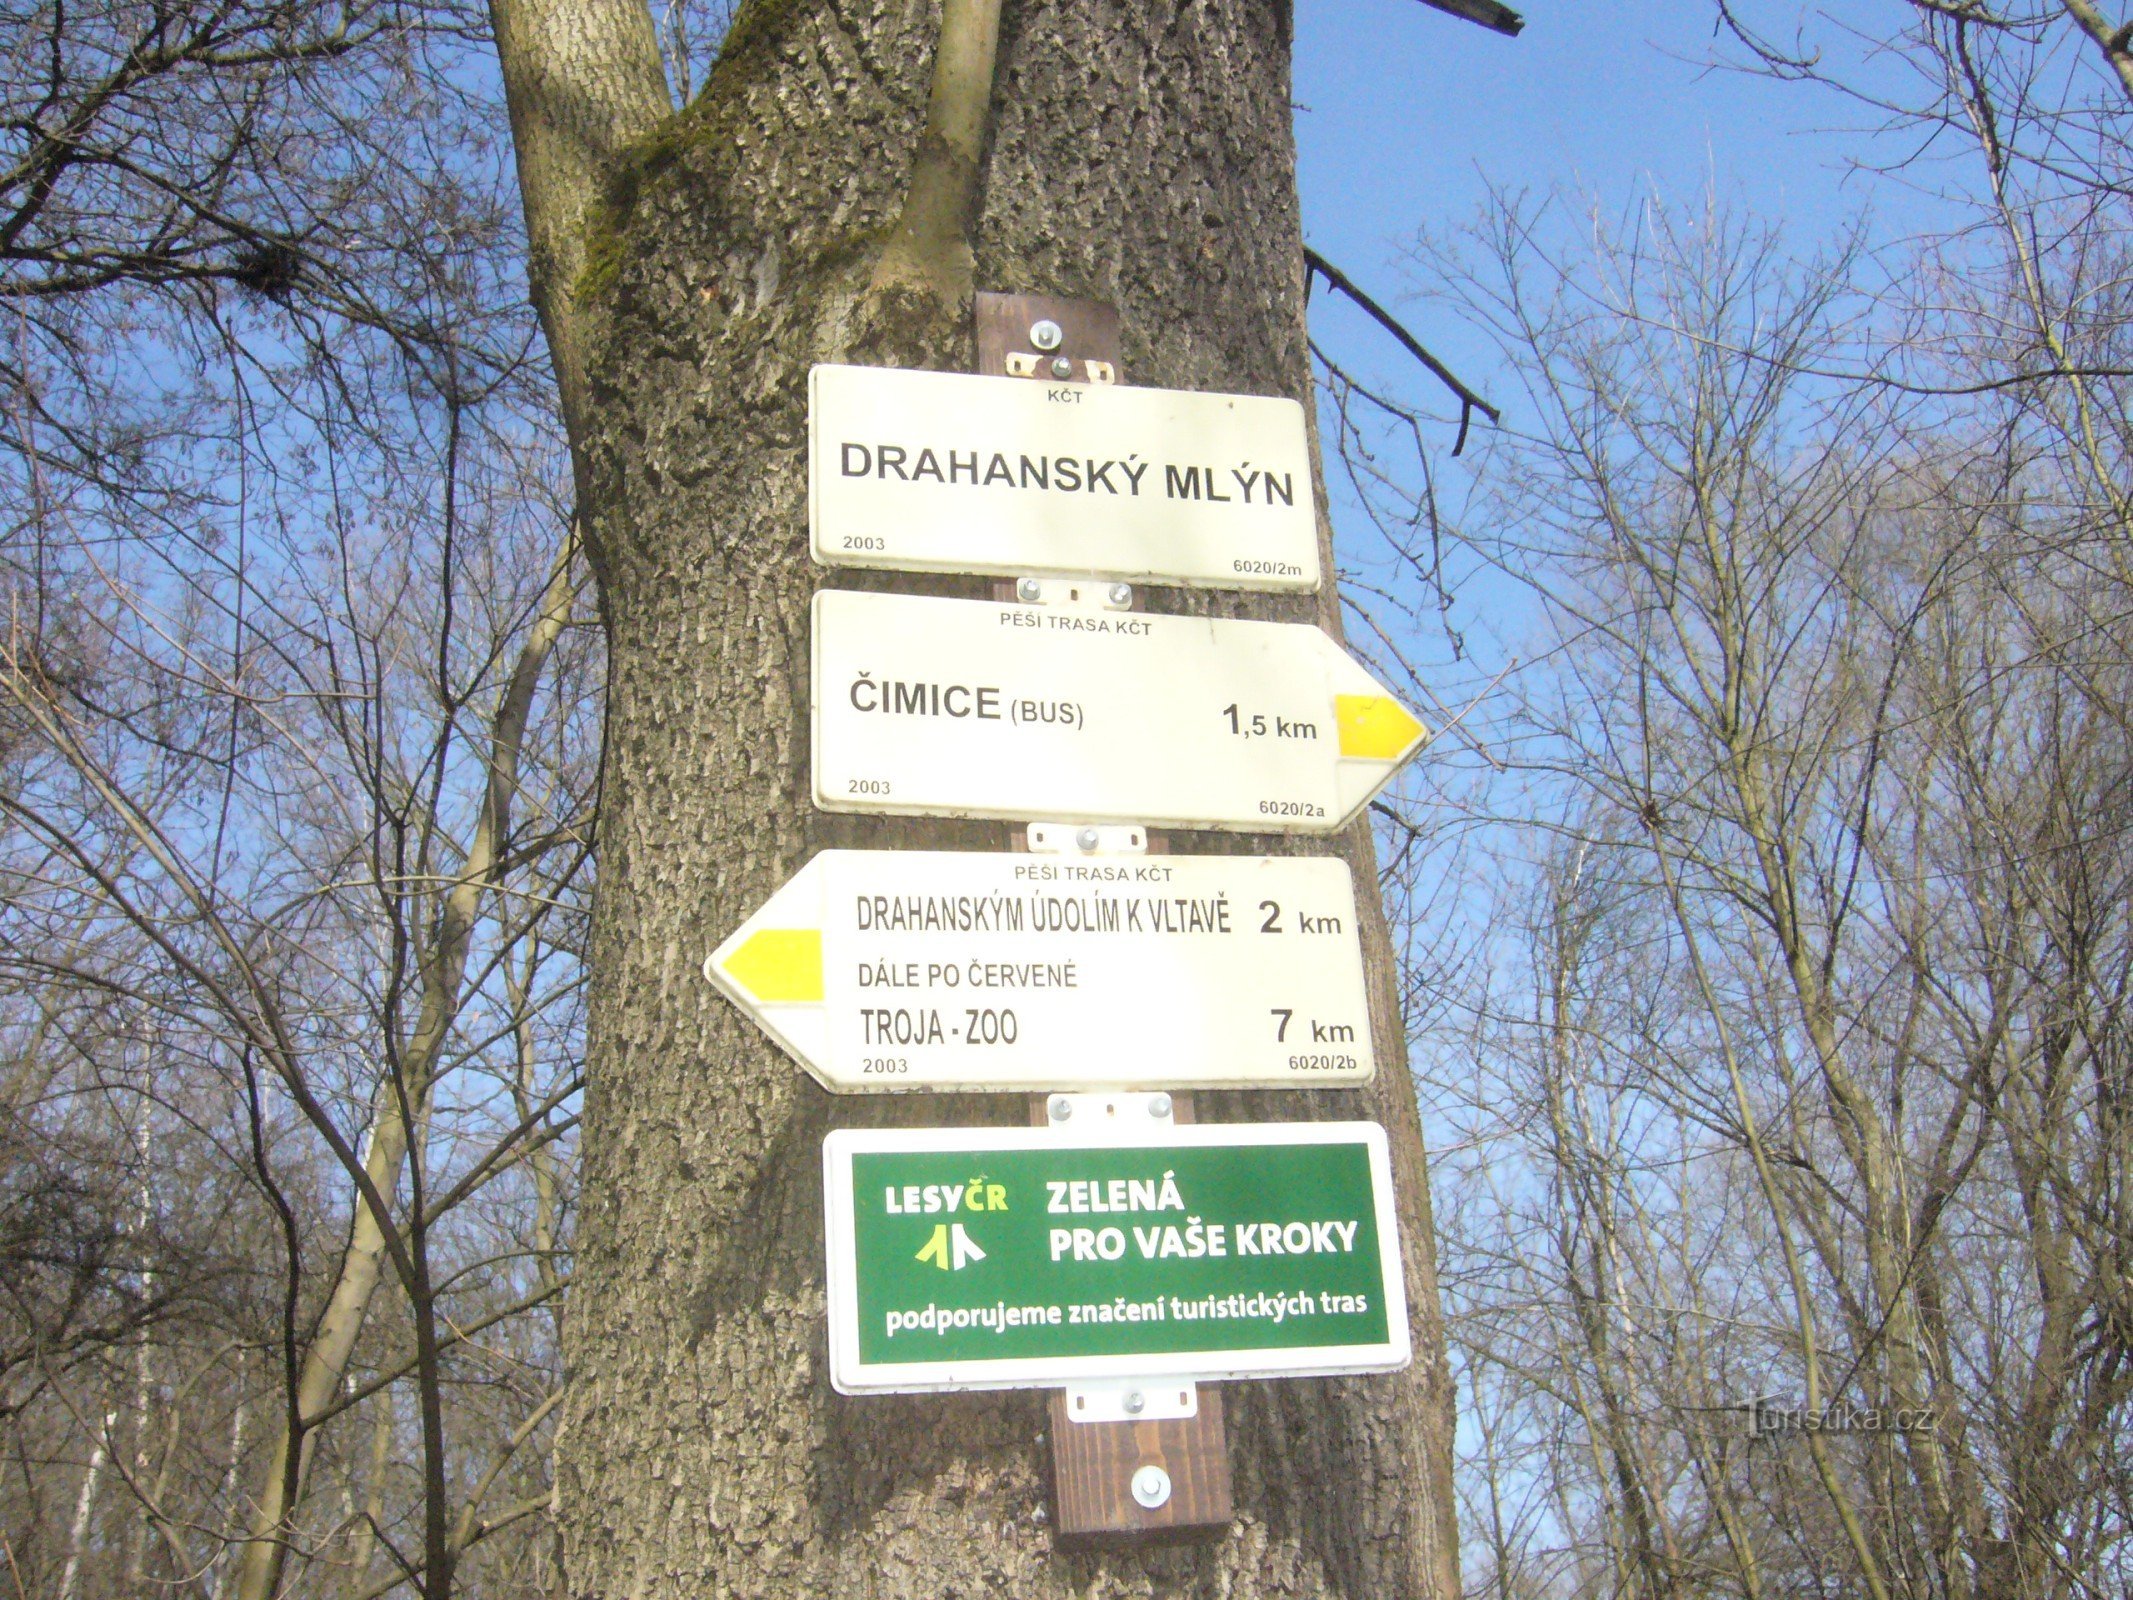 KČT
DRAHANSKÝ MLÝN
2003
6020/2m
PĚŠÍ TRASA KČT
ČIMICE (BUS) 1,5 km
2003
6020/2a
PĚŠÍ TRASA KČT
DRAHANSKÝM ÚDOLÍM K VLTAVĚ 2 km
DÁLE PO ČERVENÉ
TROJA - ZOO 7 km
2003
6020/2b
LESYČR
ZELENÁ
PRO VAŠE KROKY
podporujeme značení turistických tras
Turistika.cz